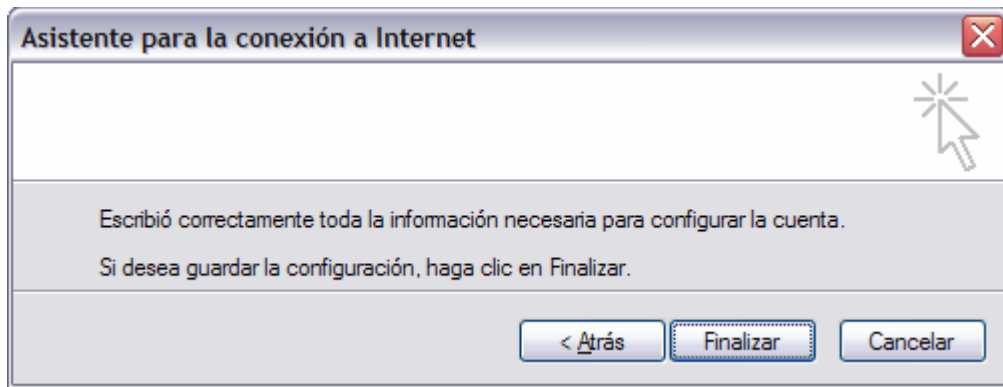 Asistente para la conexión a Internet
Escribió correctamente toda la información necesaria para configurar la cuenta.
Si desea guardar la configuración, haga clic en Finalizar.
< Atrás Finalizar Cancelar